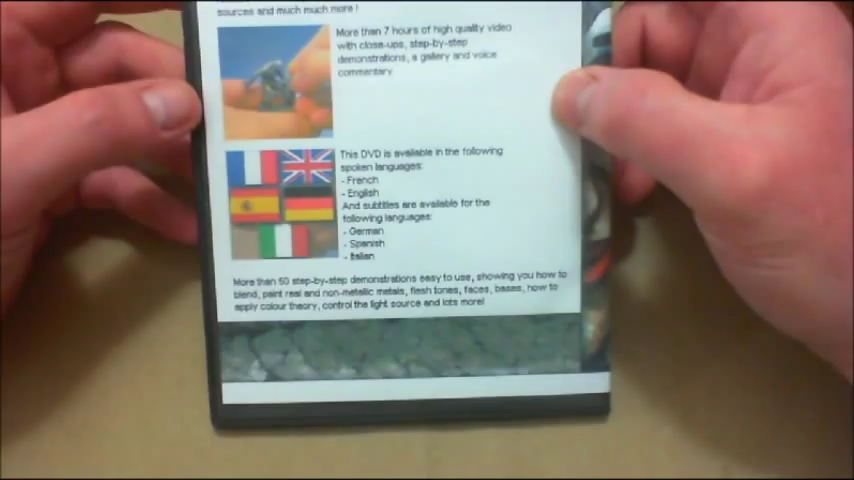 sources and much much more !
More than 7 hours of high quality video
with close-ups, step-by-step
demonstrations, a gallery and voice
commentary
This DVD is available in the following
spoken languages:
- French
- English
And subtitles are available for the
following languages:
- German
- Spanish
- Italian
More than 50 step-by-step demonstrations easy to use, showing you how to
blend, paint real and non-metallic metals, flesh tones, faces, bases, how to
apply colour theory, control the light source and lots more!